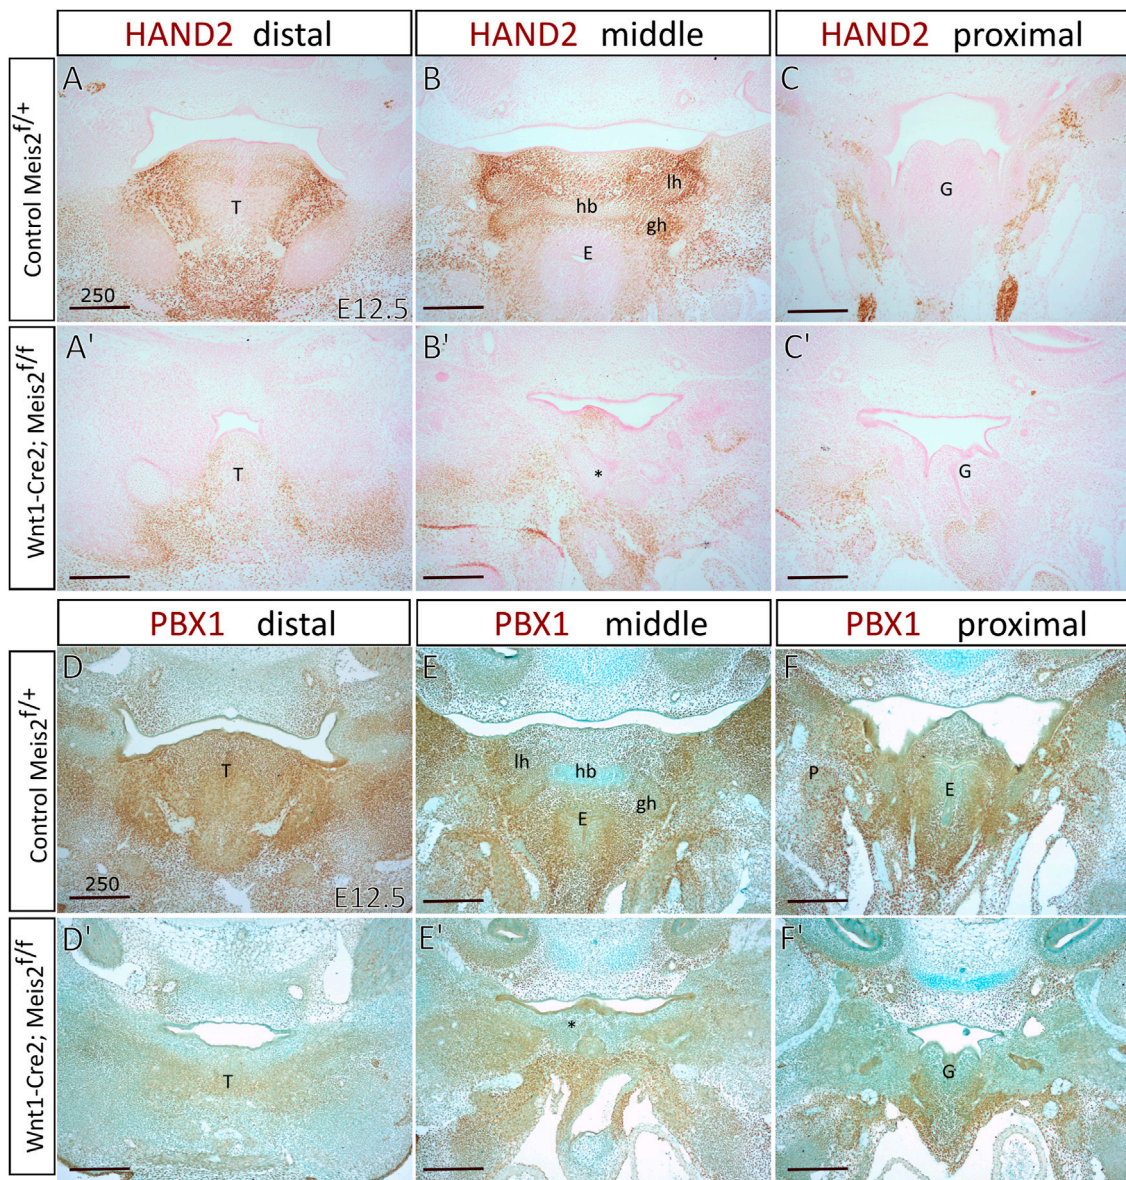 HAND2 distal
HAND2 middle
HAND2 proximal
Control Meis2f/+
A
T
250
E12.5
B
lh
hb
gh
E
C
G
Wnt1-Cre2; Meis2f/f
A'
T
B'
*
C'
G
PBX1 distal
PBX1 middle
PBX1 proximal
Control Meis2f/+
D
T
250
E12.5
E
lh
hb
gh
E
F
P
E
Wnt1-Cre2; Meis2f/f
D'
T
E'
*
F'
G